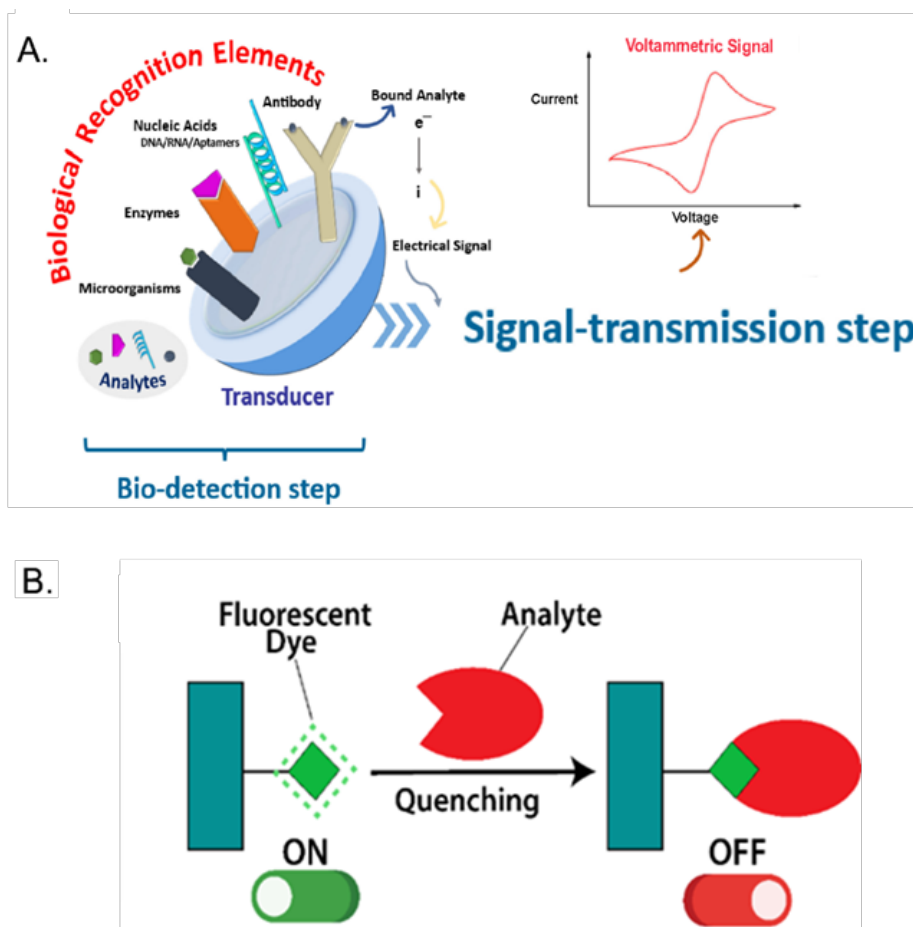 A.
Biological Recognition Elements
Voltammetric Signal
Current
Voltage
Antibody
Bound Analyte
Nucleic Acids
DNA/RNA/Aptamers
e⁻
i
Enzymes
Electrical Signal
Microorganisms
Signal-transmission step
Analytes
Transducer
Bio-detection step
B.
Fluorescent
Dye
Analyte
Quenching
ON
OFF